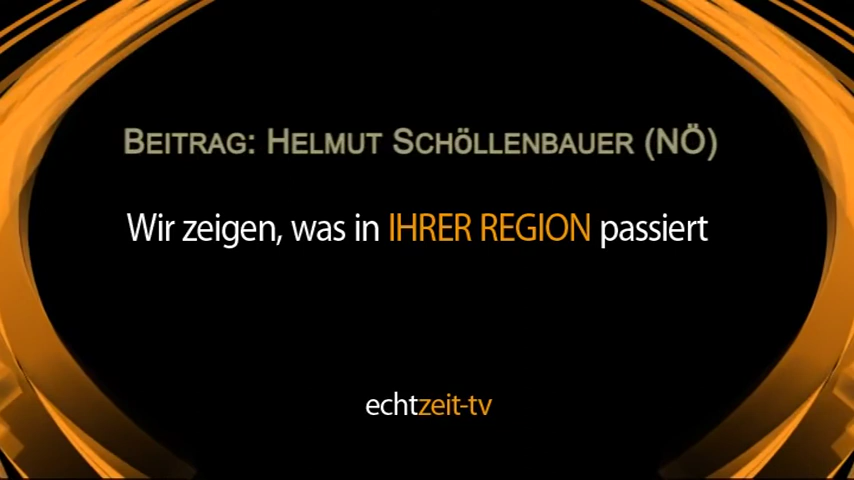 BEITRAG: HELMUT SCHÖLLENBAUER (NÖ)
Wir zeigen, was in IHRER REGION passiert
echtzeit-tv